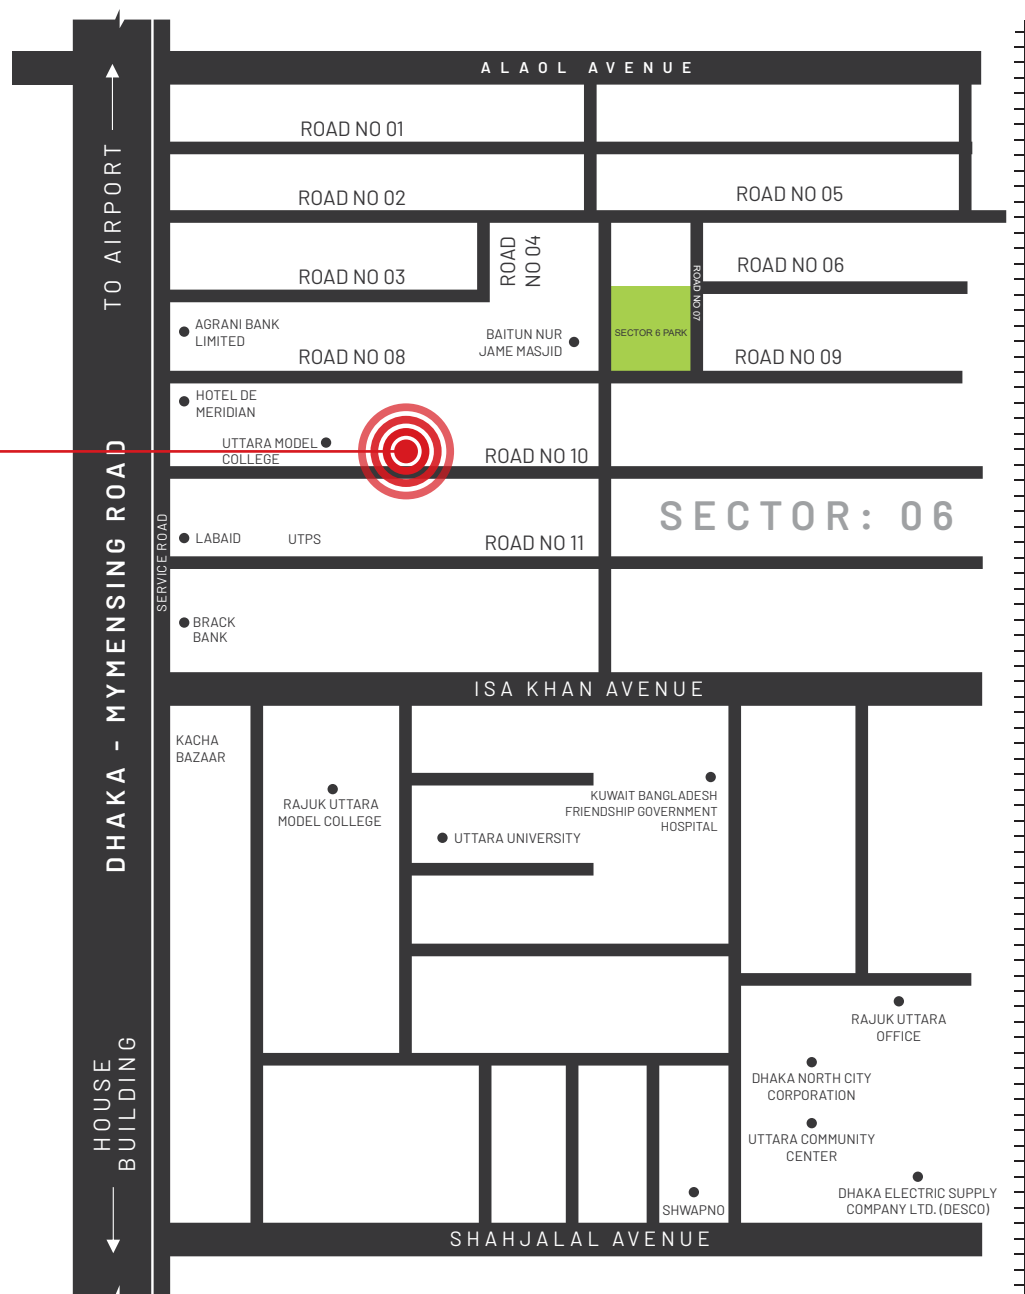 ALAOL AVENUE
TO AIRPORT
ROAD NO 01
ROAD NO 02
ROAD NO 05
ROAD
NO 04
ROAD NO 03
ROAD NO 06
ROAD NO 07
AGRANI BANK
LIMITED
BAITUN NUR
JAME MASJID
SECTOR 6 PARK
ROAD NO 08
ROAD NO 09
HOTEL DE
MERIDIAN
UTTARA MODEL
COLLEGE
ROAD NO 10
SECTOR: 06
DHAKA - MYMENSING ROAD
SERVICE ROAD
LABAID
UTPS
ROAD NO 11
BRACK
BANK
ISA KHAN AVENUE
KACHA
BAZAAR
RAJUK UTTARA
MODEL COLLEGE
KUWAIT BANGLADESH
FRIENDSHIP GOVERNMENT
HOSPITAL
UTTARA UNIVERSITY
RAJUK UTTARA
OFFICE
HOUSE
BUILDING
DHAKA NORTH CITY
CORPORATION
UTTARA COMMUNITY
CENTER
DHAKA ELECTRIC SUPPLY
COMPANY LTD. (DESCO)
SHWAPNO
SHAHJALAL AVENUE